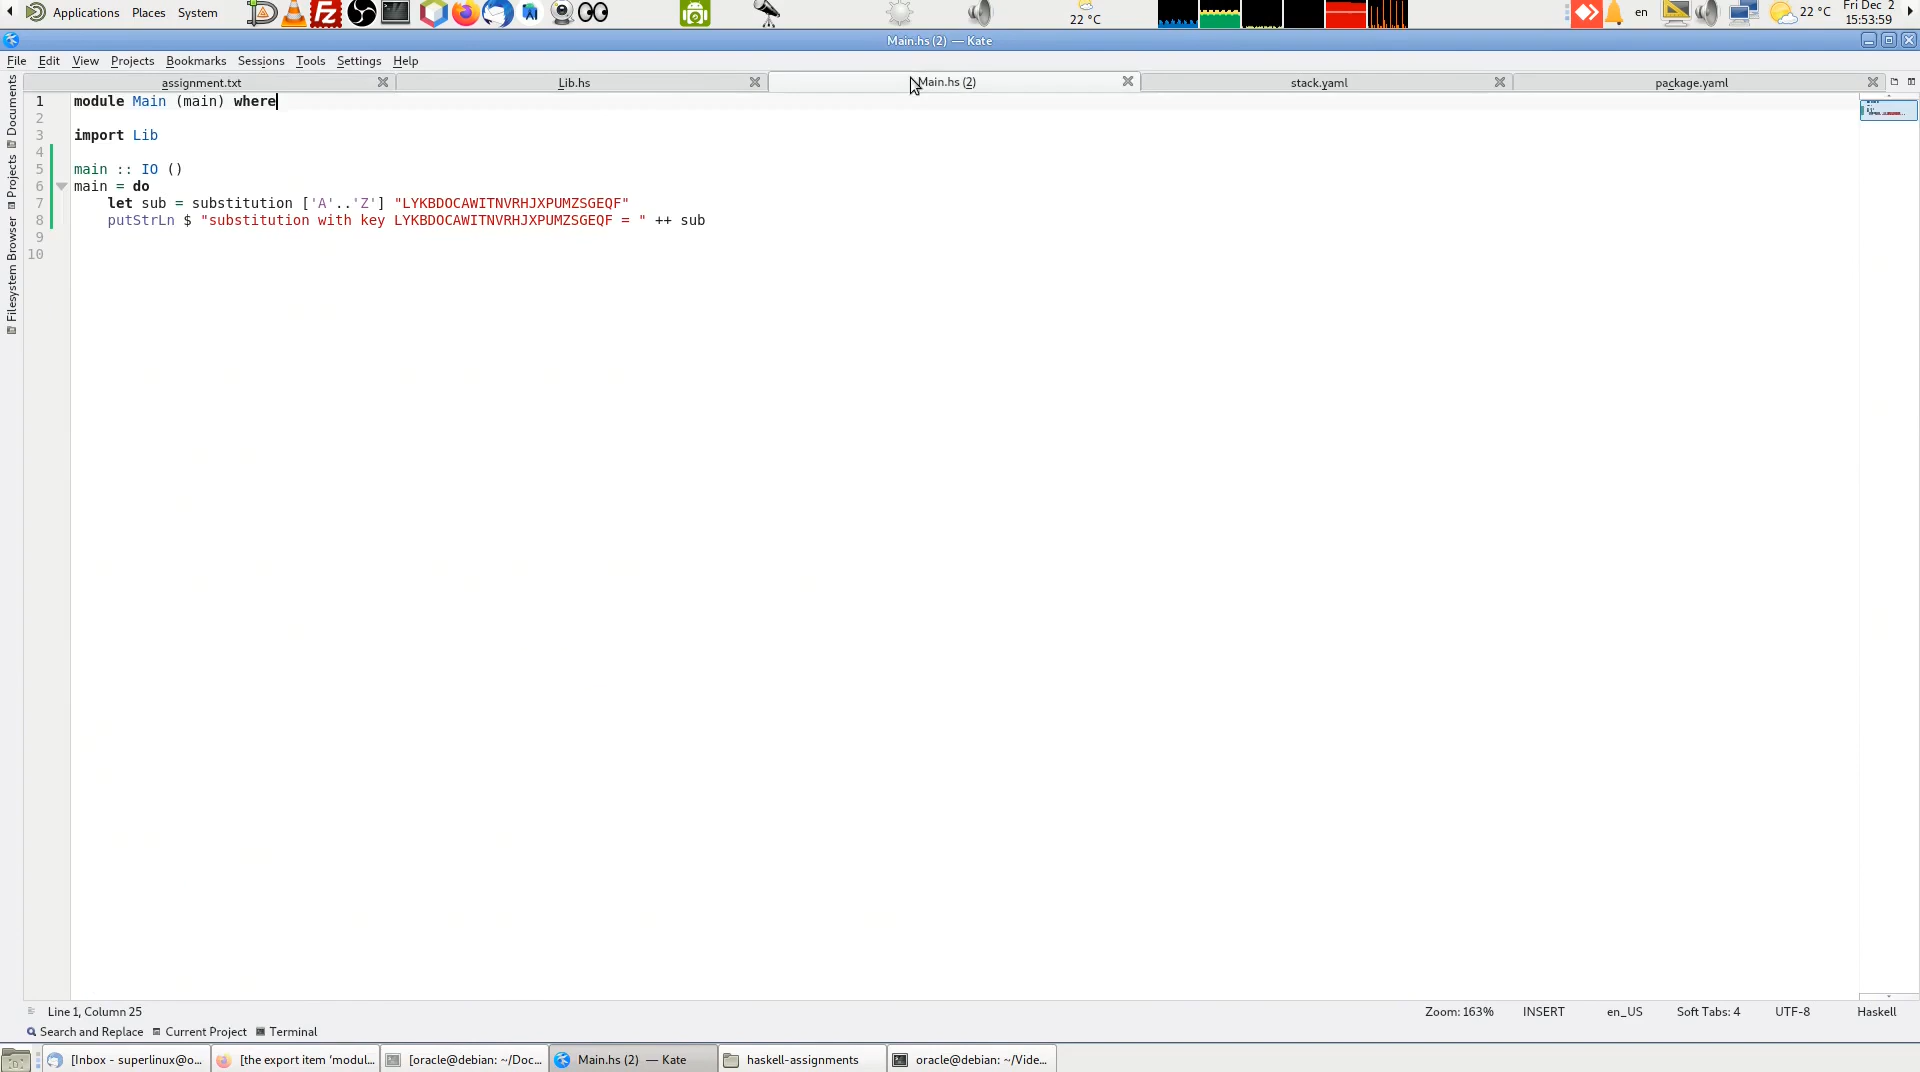 Applications Places System
22 °C
en
22 °C
Fri Dec 2
15:53:59
Main.hs (2) — Kate
File Edit View Projects Bookmarks Sessions Tools Settings Help
assignment.txt Lib.hs Main.hs (2) stack.yaml package.yaml
Documents
Projects
Filesystem Browser
1 module Main (main) where
2
3 import Lib
4
5 main :: IO ()
6 main = do
7 let sub = substitution ['A'..'Z'] "LYKBDOCAWITNVRHJXPUMZSGEQF"
8 putStrLn $ "substitution with key LYKBDOCAWITNVRHJXPUMZSGEQF = " ++ sub
9
10
Line 1, Column 25
Zoom: 163% INSERT en_US Soft Tabs: 4 UTF-8 Haskell
Search and Replace Current Project Terminal
[Inbox - superlinux@o... [the export item ‘modul... [oracle@debian: ~/Doc... Main.hs (2) — Kate haskell-assignments oracle@debian: ~/Vide...